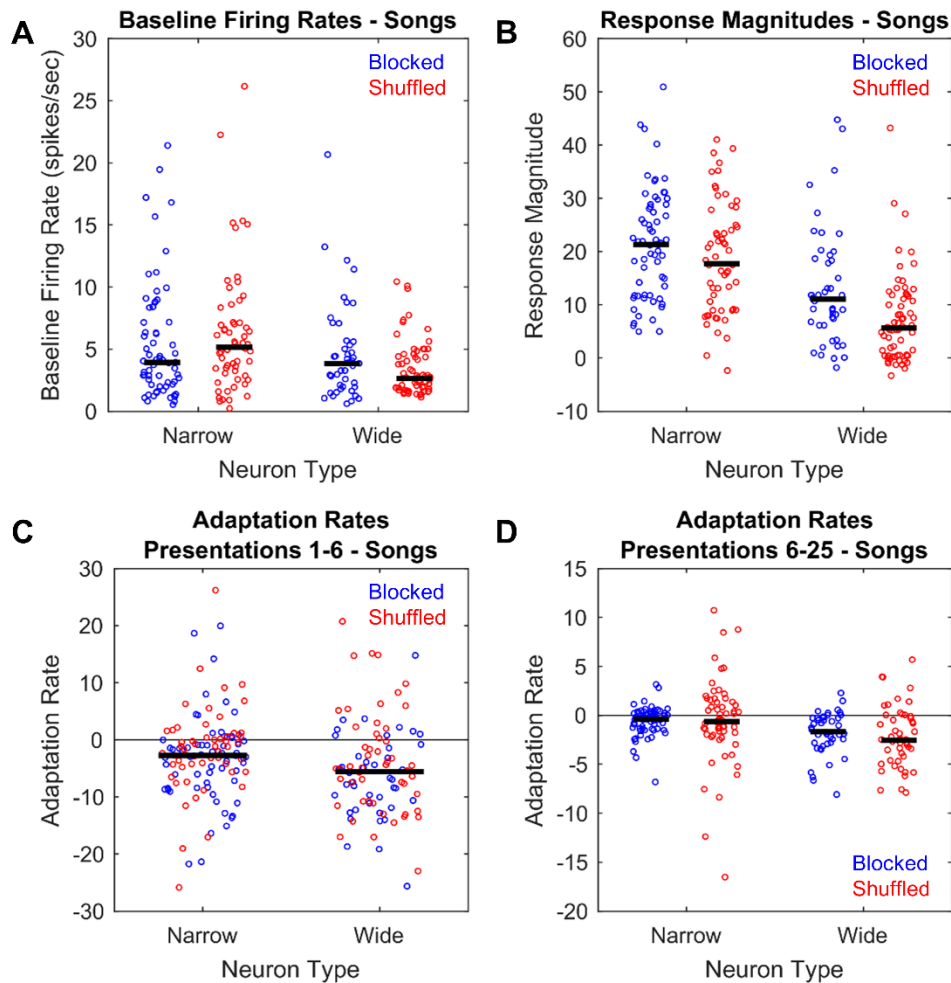 A
Baseline Firing Rates - Songs
Blocked
Shuffled
Baseline Firing Rate (spikes/sec)
30
25
20
15
10
5
0
Narrow
Wide
Neuron Type
B
Response Magnitudes - Songs
Blocked
Shuffled
Response Magnitude
60
50
40
30
20
10
0
-10
Narrow
Wide
Neuron Type
C
Adaptation Rates
Presentations 1-6 - Songs
Blocked
Shuffled
Adaptation Rate
30
20
10
0
-10
-20
-30
Narrow
Wide
Neuron Type
D
Adaptation Rates
Presentations 6-25 - Songs
Adaptation Rate
15
10
5
0
-5
-10
-15
-20
Blocked
Shuffled
Narrow
Wide
Neuron Type